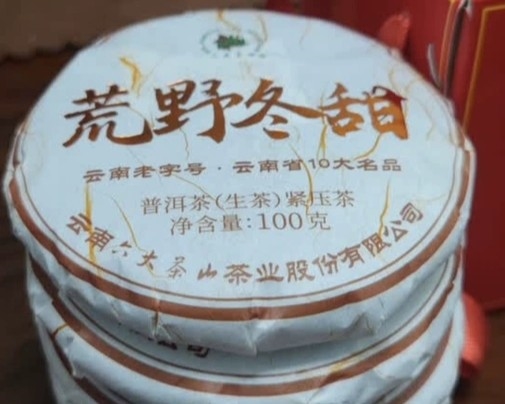 荒野冬甜
云南老字号·云南省10大名品
普洱茶(生茶)紧压茶
净含量:100克
云南六大茶山茶业股份有限公司
公司